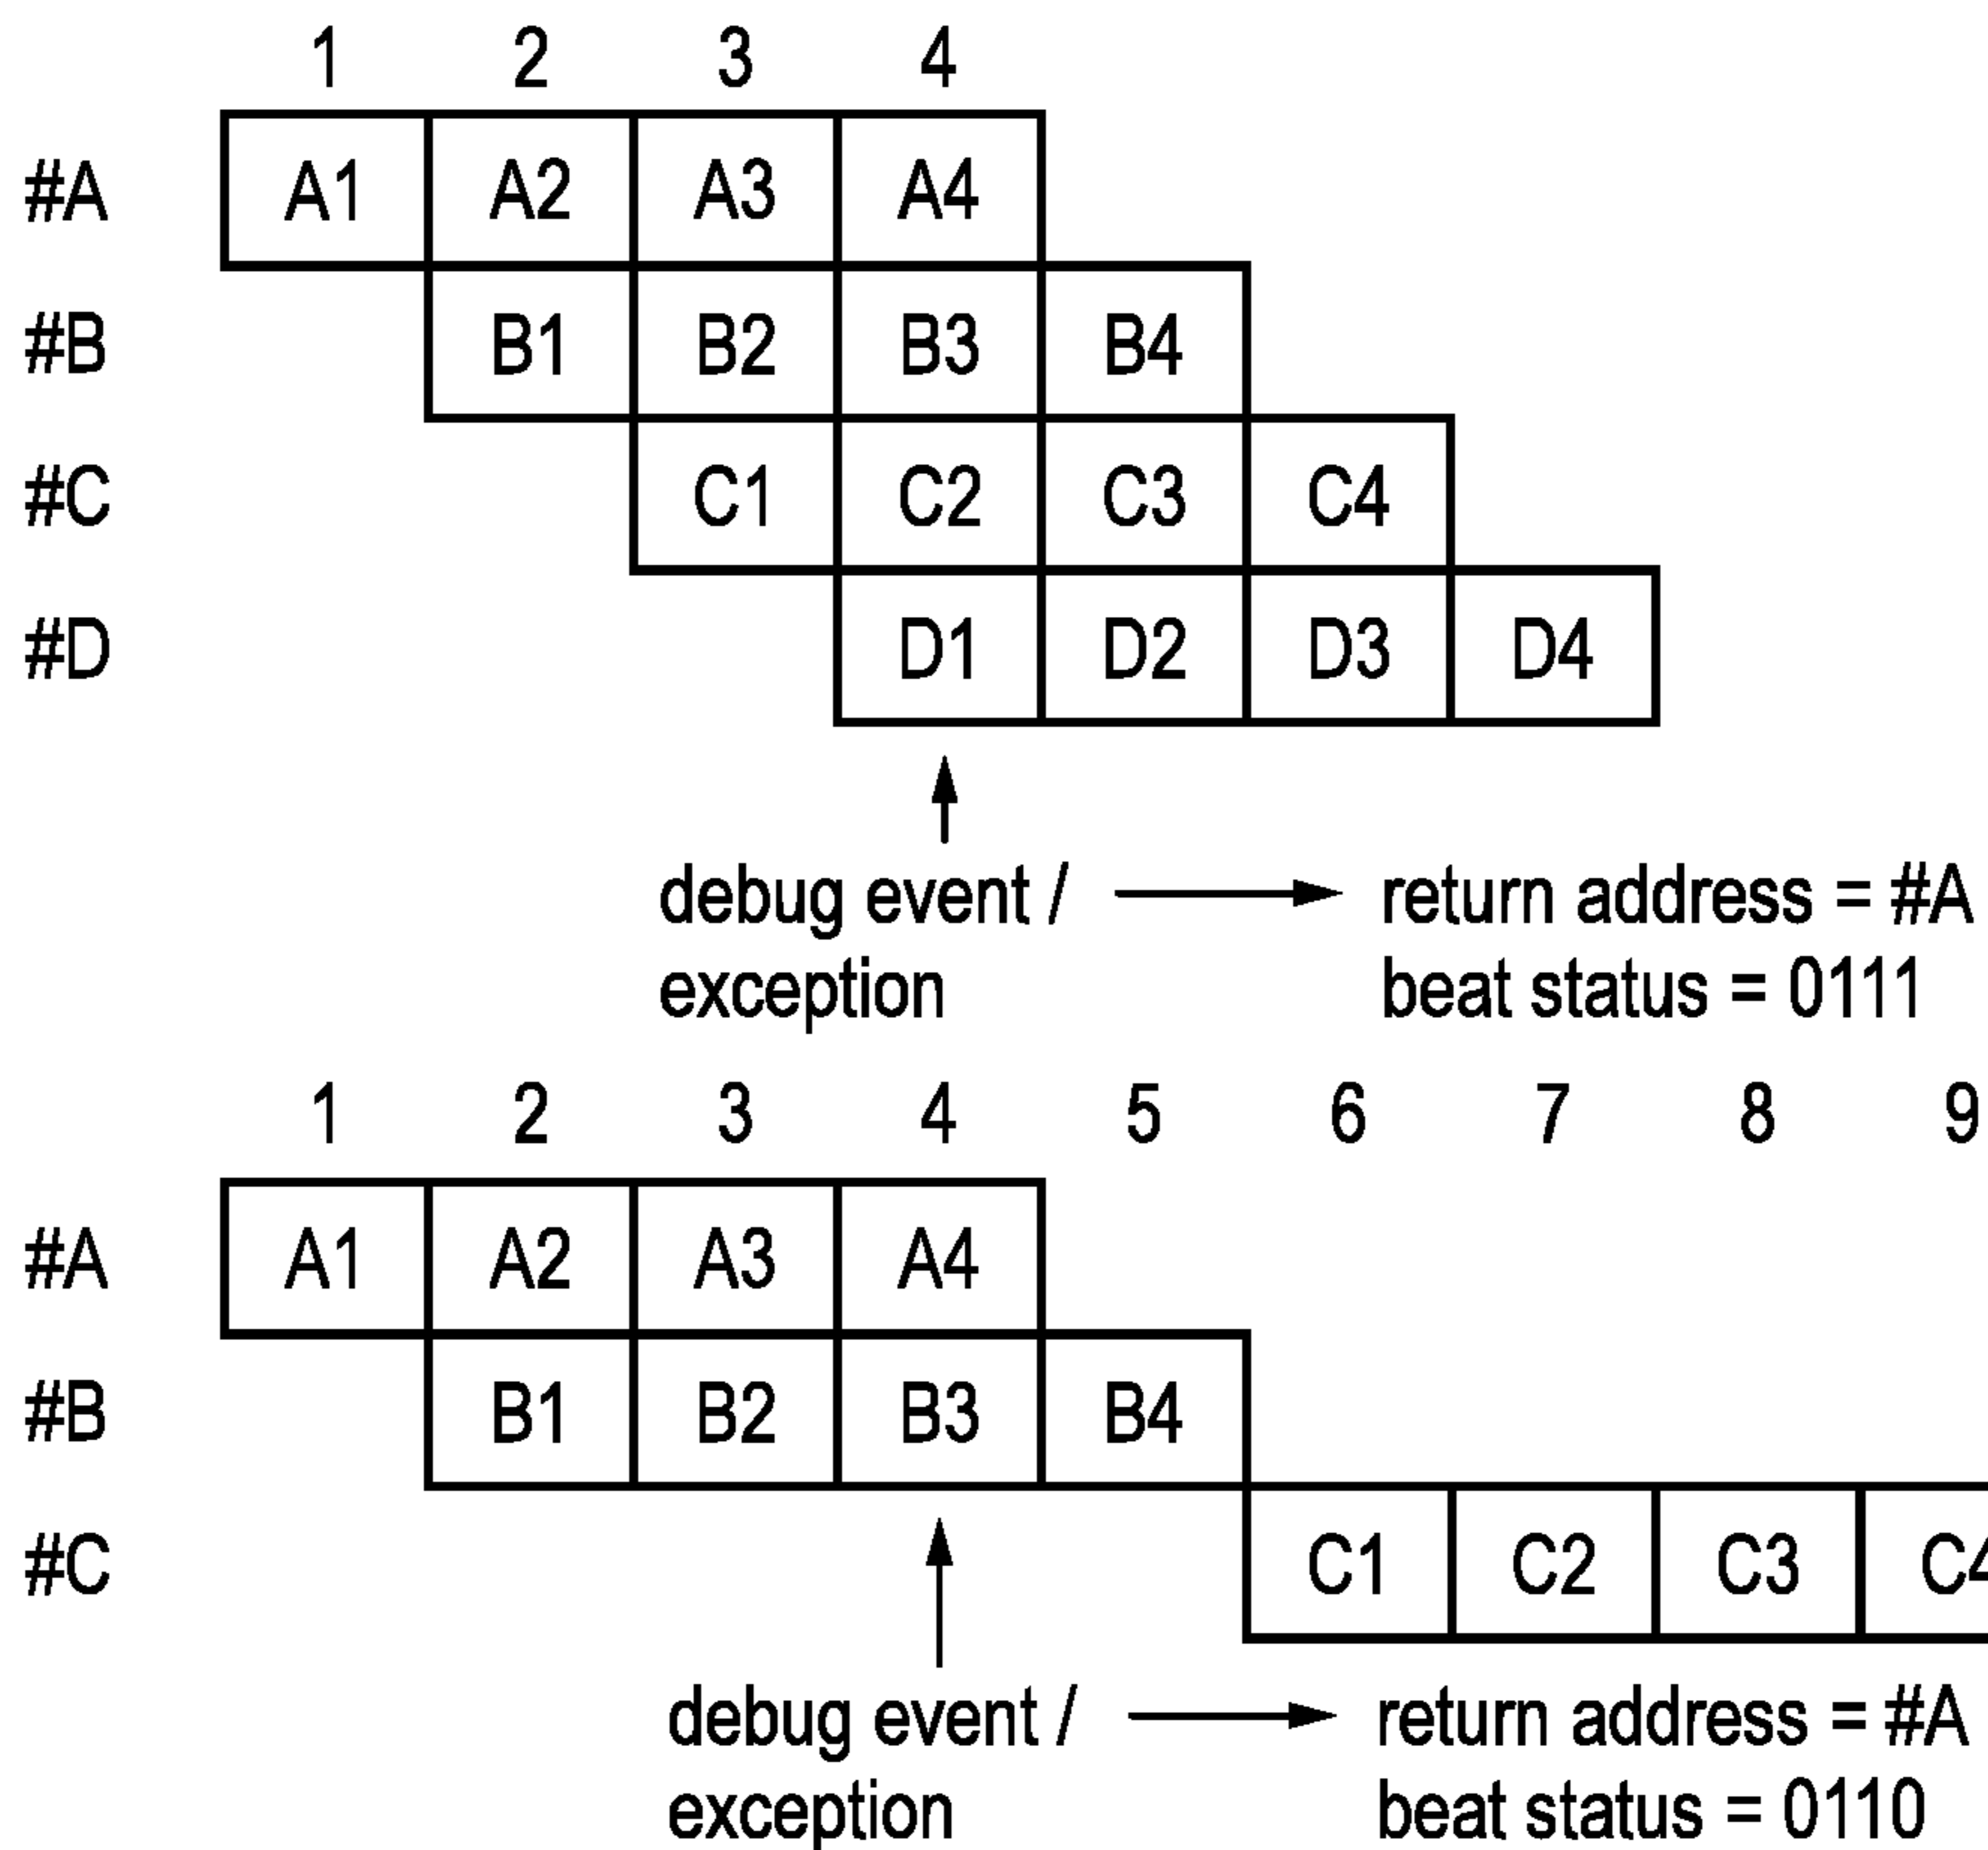 1 2 3 4
#A A1 A2 A3 A4
#B B1 B2 B3 B4
#C C1 C2 C3 C4
#D D1 D2 D3 D4
debug event / return address = #A
exception beat status = 0111
1 2 3 4 5 6 7 8 9
#A A1 A2 A3 A4
#B B1 B2 B3 B4
#C C1 C2 C3 C4
debug event / return address = #A
exception beat status = 0110